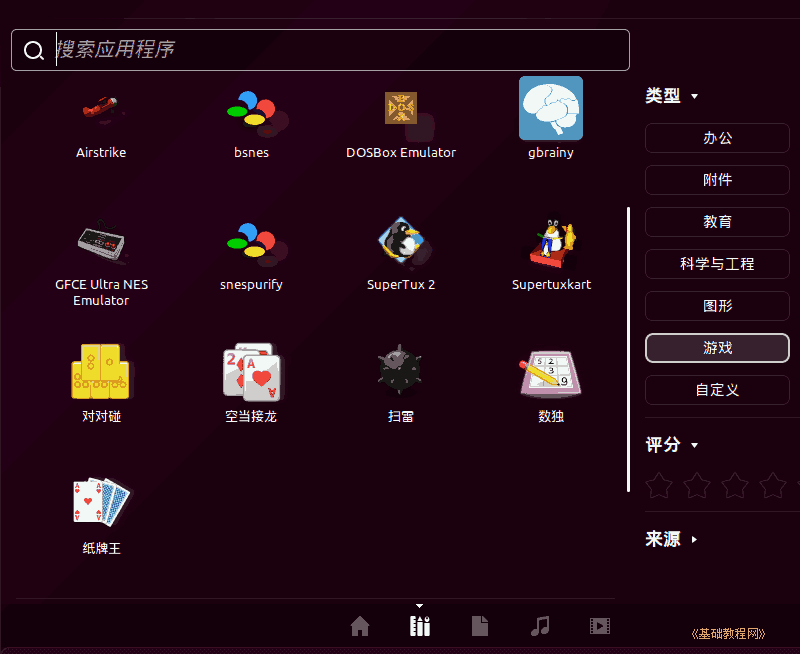 搜索应用程序
Airstrike
bsnes
DOSBox Emulator
gbrainy
GFCE Ultra NES
Emulator
snespurify
SuperTux 2
Supertuxkart
对对碰
空当接龙
扫雷
数独
纸牌王
类型
办公
附件
教育
科学与工程
图形
游戏
自定义
评分
来源
《基础教程网》